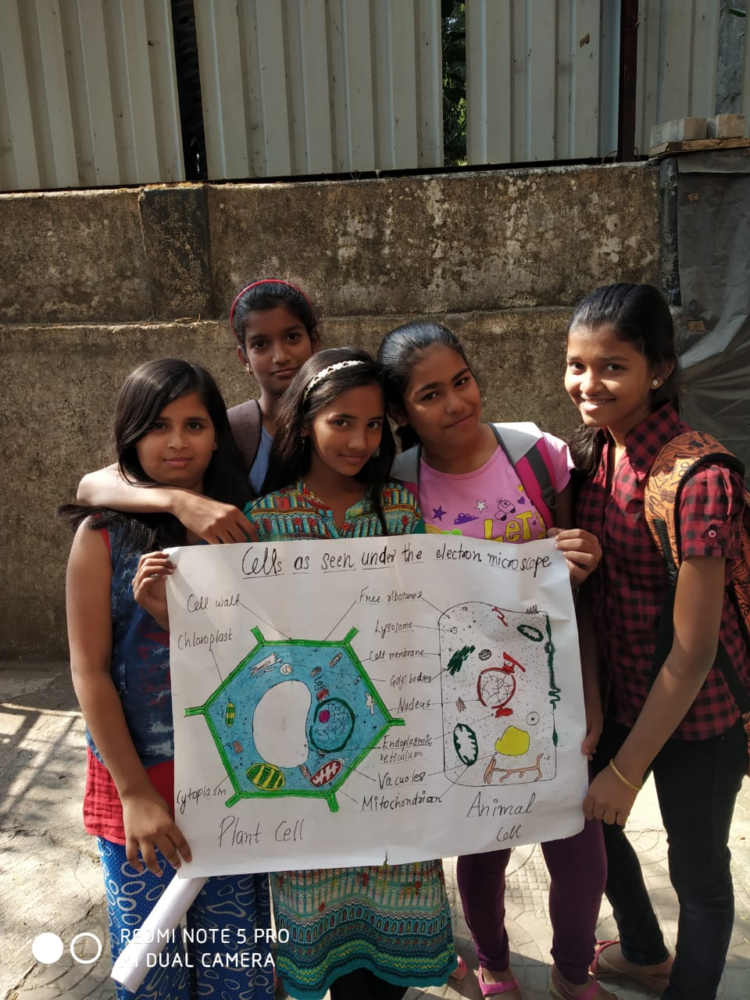 Cells as seen under the electron microscope
Cell wall
Chloroplast
Cytoplasm
Plant Cell
Free ribosomes
Lysosome
Cell membrane
Golgi bodies
Nucleus
Endoplasmic
reticulum
Vacuoles
Mitochondrian
Animal
Cell
LET'
REDMI NOTE 5 PRO
MI DUAL CAMERA